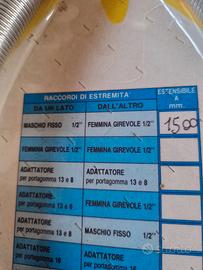 RACCORDI DI ESTREMITÀ
ESTENSIBILE
A
mm.
DA UN LATO
DALL'ALTRO
MASCHIO FISSO 1/2"
FEMMINA GIREVOLE 1/2"
1500
FEMMINA GIREVOLE 1/2"
FEMMINA GIREVOLE 1/2"
ADATTATORE
per portagomma 13 e 8
ADATTATORE
per portagomma 13 e 8
ADATTATORE
per portagomma 13 e 8
FEMMINA GIREVOLE 1/2"
ADATTATORE
per portagomma 13 e 8
MASCHIO FISSO 1/2"
ADATTATORE
ADATTATORE